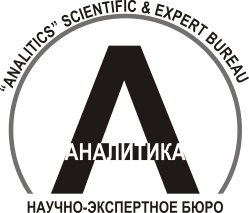 "ANALITICS" SCIENTIFIC & EXPERT BUREAU
АНАЛИТИКА
НАУЧНО-ЭКСПЕРТНОЕ БЮРО